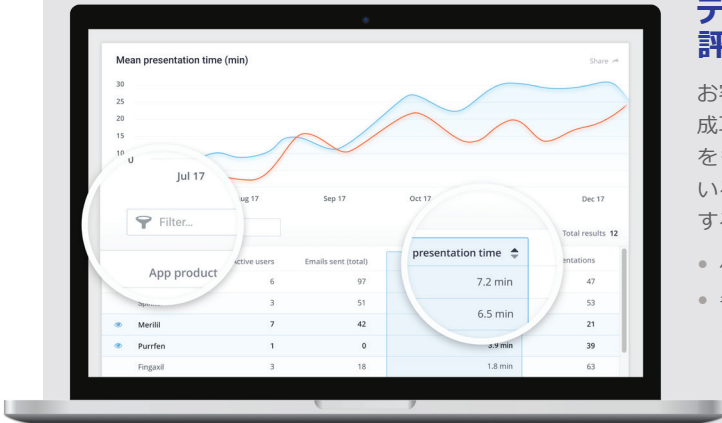 Mean presentation time (min)
Share
30
25
20
15
10
Jul 17
ug 17
Sep 17
Oct 17
Dec 17
Filter...
Total results 12
App product
ctive users
Emails sent (total)
presentation time
entations
6
97
7.2 min
47
3
51
6.5 min
53
Merilil
7
42
21
Purrfen
1
0
3.9 min
39
Fingaxil
3
18
1.8 min
63
お
成
を
い
す